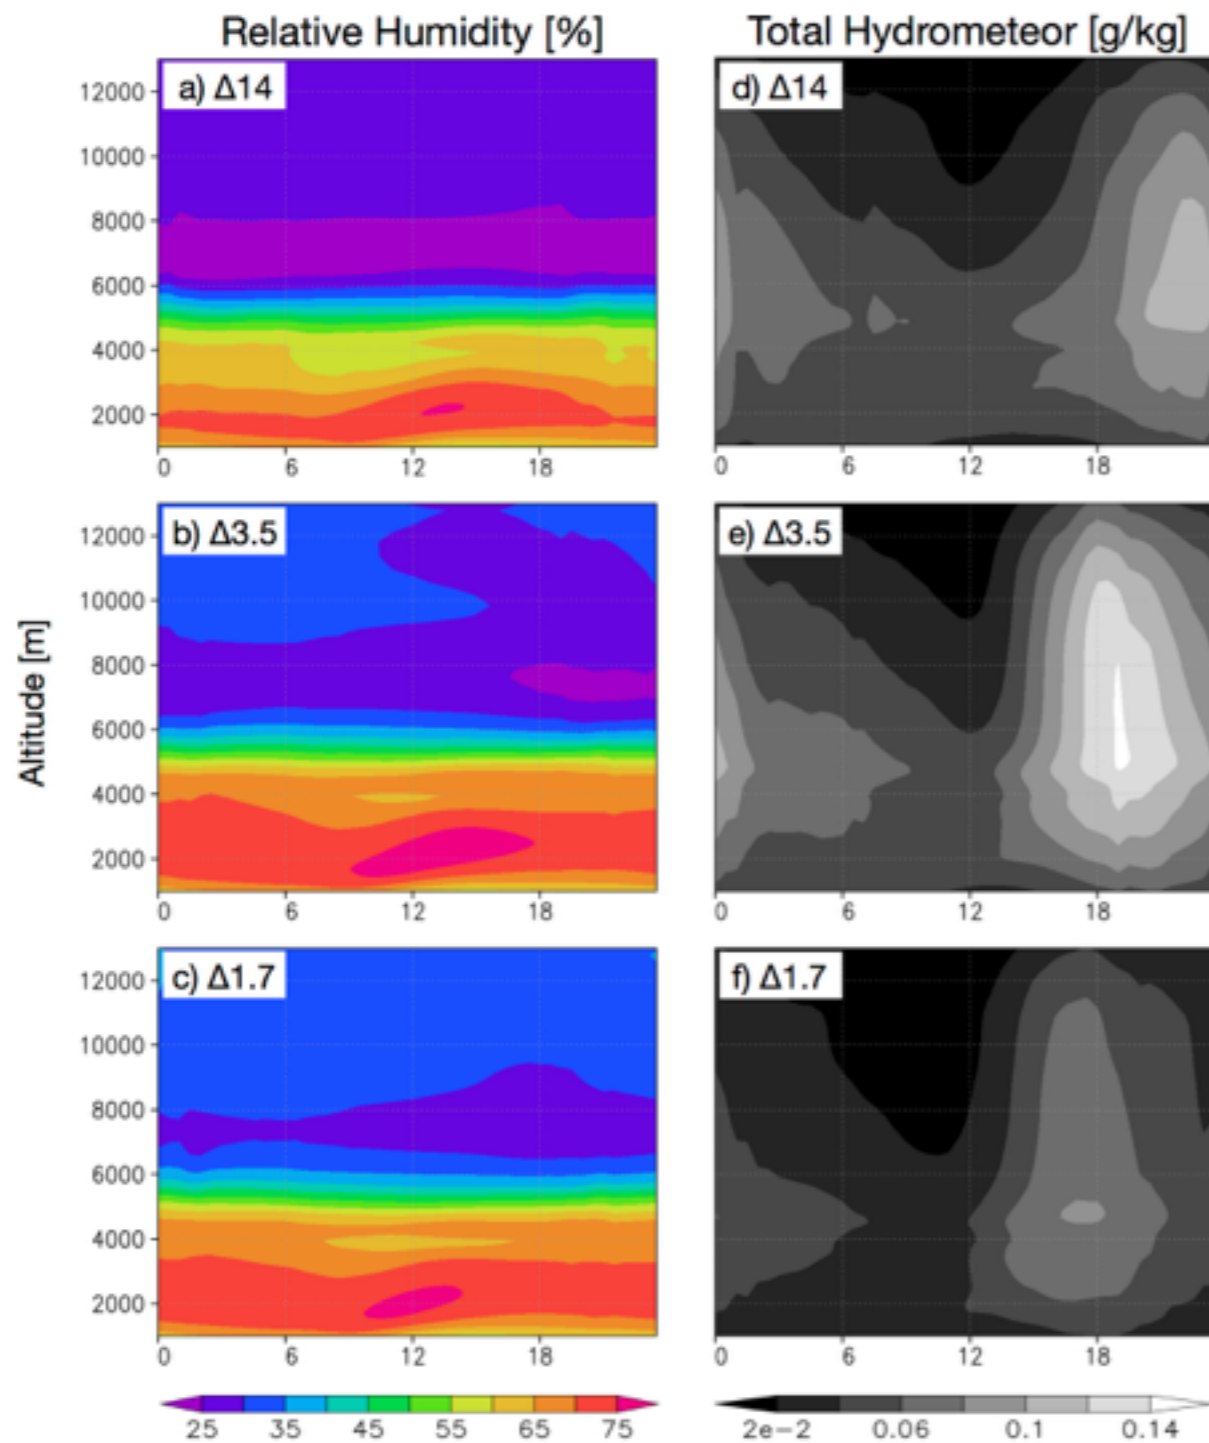 Relative Humidity [%]
Total Hydrometeor [g/kg]
a) Δ14
12000
10000
8000
6000
4000
2000
0 6 12 18
d) Δ14
0 6 12 18
Altitude [m]
b) Δ3.5
12000
10000
8000
6000
4000
2000
0 6 12 18
e) Δ3.5
0 6 12 18
c) Δ1.7
12000
10000
8000
6000
4000
2000
0 6 12 18
f) Δ1.7
0 6 12 18
25 35 45 55 65 75
2e-2 0.06 0.1 0.14